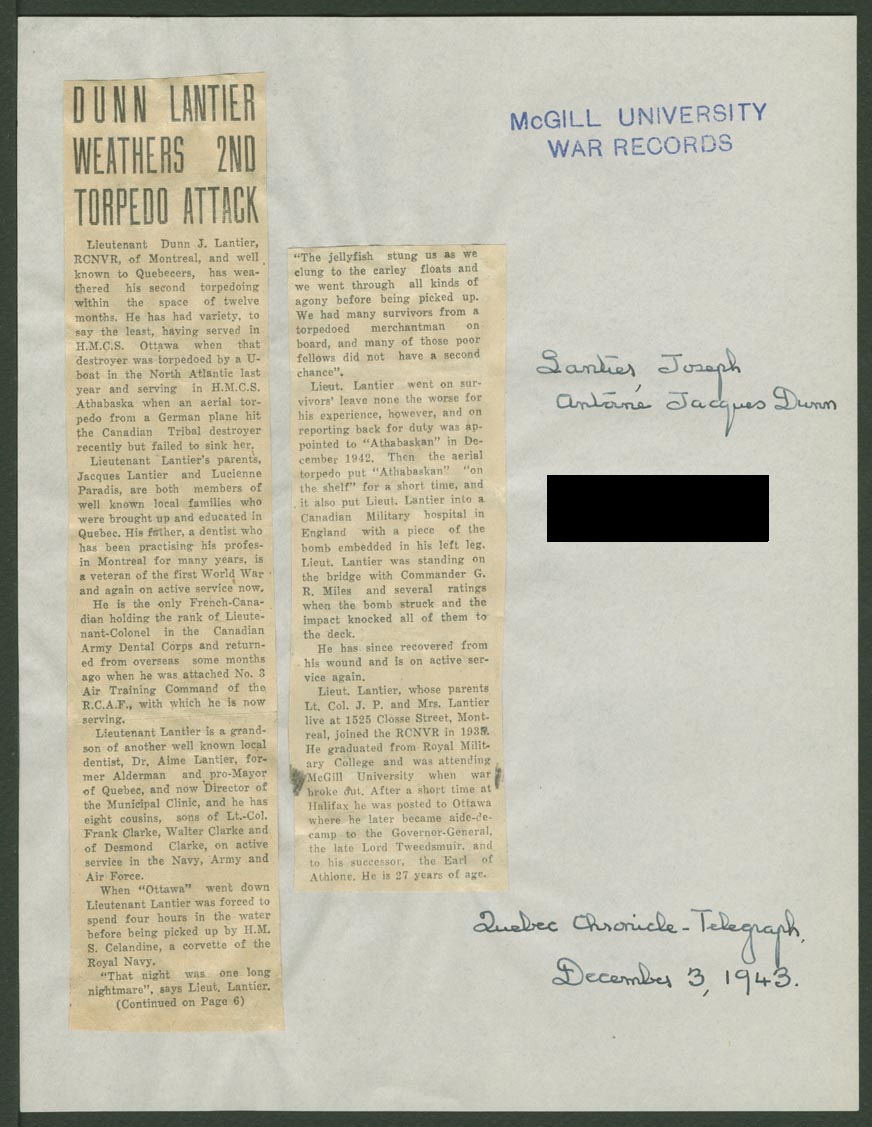 DUNN LANTIER
WEATHERS 2ND
TORPEDO ATTACK
Lieutenant Dunn J. Lantier,
RCNVR, of Montreal, and well
known to Quebecers, has wea-
thered his second torpedoing
within the space of twelve
months. He has had variety, to
say the least, having served in
H.M.C.S. Ottawa when that
destroyer was torpedoed by a U-
boat in the North Atlantic last
year and serving in H.M.C.S.
Athabaska when an aerial tor-
pedo from a German plane hit
the Canadian Tribal destroyer
recently but failed to sink her.
Lieutenant Lantier's parents,
Jacques Lantier and Lucienne
Paradis, are both members of
well known local families who
were brought up and educated in
Quebec. His father, a dentist who
has been practising his profes-
in Montreal for many years, is
a veteran of the first World War
and again on active service now.
He is the only French-Cana-
dian holding the rank of Lieute-
nant-Colonel in the Canadian
Army Dental Corps and return-
ed from overseas some months
ago when he was attached No. 3
Air Training Command of the
R.C.A.F., with which he is now
serving.
Lieutenant Lantier is a grand-
son of another well known local
dentist, Dr. Aime Lantier, for-
mer Alderman and pro-Mayor
of Quebec, and now Director of
the Municipal Clinic, and he has
eight cousins, sons of Lt.-Col.
Frank Clarke, Walter Clarke and
of Desmond Clarke, on active
service in the Navy, Army and
Air Force.
When "Ottawa" went down
Lieutenant Lantier was forced to
spend four hours in the water
before being picked up by H.M.
S. Celandine, a corvette of the
Royal Navy.
"That night was one long
nightmare", says Lieut. Lantier.
(Continued on Page 6)
"The jellyfish stung us as we
clung to the carley floats and
we went through all kinds of
agony before being picked up.
We had many survivors from a
torpedoed merchantman on
board, and many of those poor
fellows did not have a second
chance".
Lieut. Lantier went on sur-
vivors' leave none the worse for
his experience, however, and on
reporting back for duty was ap-
pointed to "Athabaskan" in De-
cember 1942. Then the aerial
torpedo put "Athabaskan" "on
the shelf" for a short time, and
it also put Lieut. Lantier into a
Canadian Military hospital in
England with a piece of the
bomb embedded in his left leg.
Lieut. Lantier was standing on
the bridge with Commander G.
R. Miles and several ratings
when the bomb struck and the
impact knocked all of them to
the deck.
He has since recovered from
his wound and is on active ser-
vice again.
Lieut. Lantier, whose parents
Lt. Col. J. P. and Mrs. Lantier
live at 1525 Closse Street, Mont-
real, joined the RCNVR in
He graduated from Royal Milit-
ary College and was attending
McGill University when war
broke out. After a short time at
Halifax he was posted to Ottawa
where he later became aide-de-
camp to the Governor-General,
the late Lord Tweedsmuir, and
to his successor, the Earl of
Athlone. He is 27 years of age.
McGILL UNIVERSITY
WAR RECORDS
Lantier, Joseph
Antoine Jacques Dunn
Quebec Chronicle-Telegraph,
December 3, 1943.